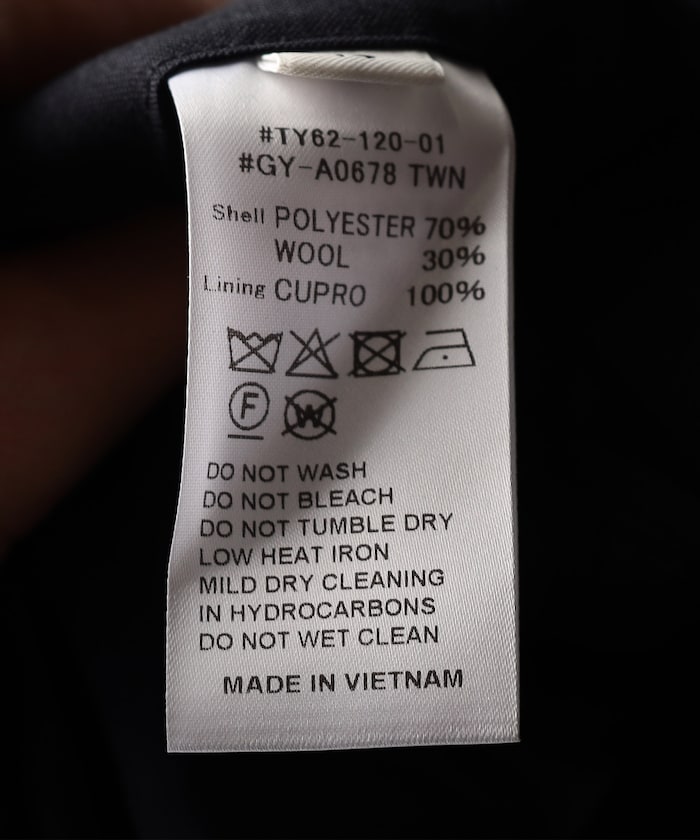 #TY62-120-01
#GY-A0678 TWN
Shell POLYESTER 70%
WOOL 30%
Lining CUPRO 100%
F
W
DO NOT WASH
DO NOT BLEACH
DO NOT TUMBLE DRY
LOW HEAT IRON
MILD DRY CLEANING
IN HYDROCARBONS
DO NOT WET CLEAN
MADE IN VIETNAM